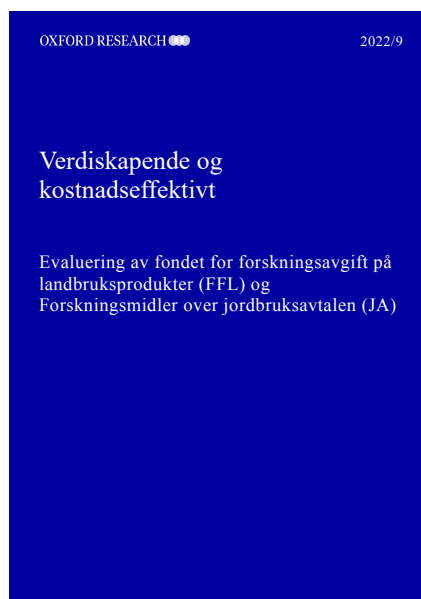 OXFORD RESEARCH
2022/9
Verdiskapende og
kostnadseffektivt
Evaluering av fondet for forskningsavgift på
landbruksprodukter (FFL) og
Forskningsmidler over jordbruksavtalen (JA)